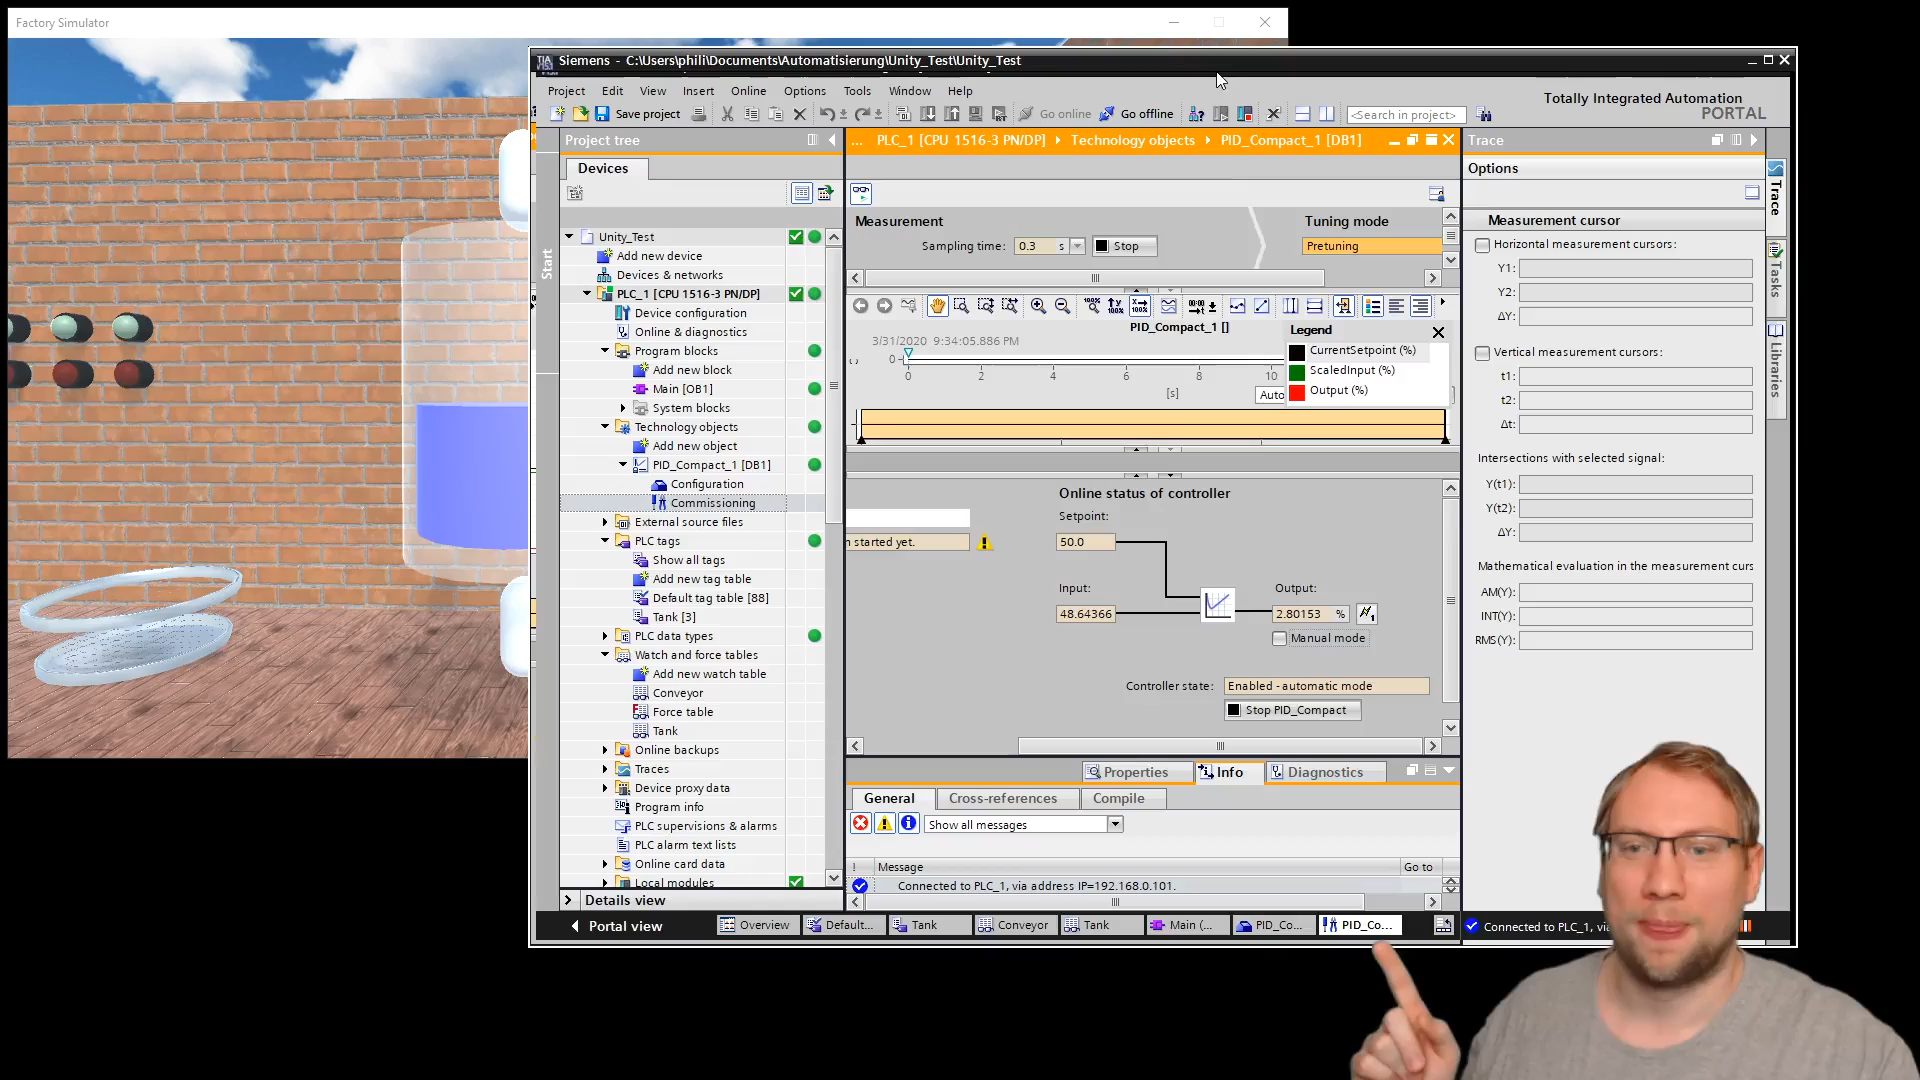 Factory Simulator
Siemens - C:\Users\phili\Documents\Automatisierung\Unity_Test\Unity_Test
Project Edit View Insert Online Options Tools Window Help
Totally Integrated Automation
PORTAL
Save project
Go online
Go offline
<Search in project>
Project tree
Devices
Start
Unity_Test
Add new device
Devices & networks
PLC_1 [CPU 1516-3 PN/DP]
Device configuration
Online & diagnostics
Program blocks
Add new block
Main [OB1]
System blocks
Technology objects
Add new object
PID_Compact_1 [DB1]
Configuration
Commissioning
External source files
PLC tags
Show all tags
Add new tag table
Default tag table [88]
Tank [3]
PLC data types
Watch and force tables
Add new watch table
Conveyor
Force table
Tank
Online backups
Traces
Device proxy data
Program info
PLC supervisions & alarms
PLC alarm text lists
Online card data
Local modules
Details view
... PLC_1 [CPU 1516-3 PN/DP] Technology objects PID_Compact_1 [DB1]
Measurement
Sampling time: 0.3 s Stop
Tuning mode
Pretuning
PID_Compact_1 []
3/31/2020 9:34:05.886 PM
0
0 2 4 6 8 10
[s]
Auto
Legend
CurrentSetpoint (%)
ScaledInput (%)
Output (%)
n started yet.
Online status of controller
Setpoint:
50.0
Input:
48.64366
Output:
2.80153 %
Manual mode
Controller state: Enabled - automatic mode
Stop PID_Compact
Properties Info Diagnostics
General Cross-references Compile
Show all messages
! Message Go to
Connected to PLC_1, via address IP=192.168.0.101.
Trace
Options
Measurement cursor
Horizontal measurement cursors:
Y1:
Y2:
ΔY:
Vertical measurement cursors:
t1:
t2:
Δt:
Intersections with selected signal:
Y(t1):
Y(t2):
ΔY:
Mathematical evaluation in the measurement curs
AM(Y):
INT(Y):
RMS(Y):
Trace
Tasks
Libraries
Portal view Overview Default... Tank Conveyor Tank Main (... PID_Co... PID_Co...
Connected to PLC_1, via